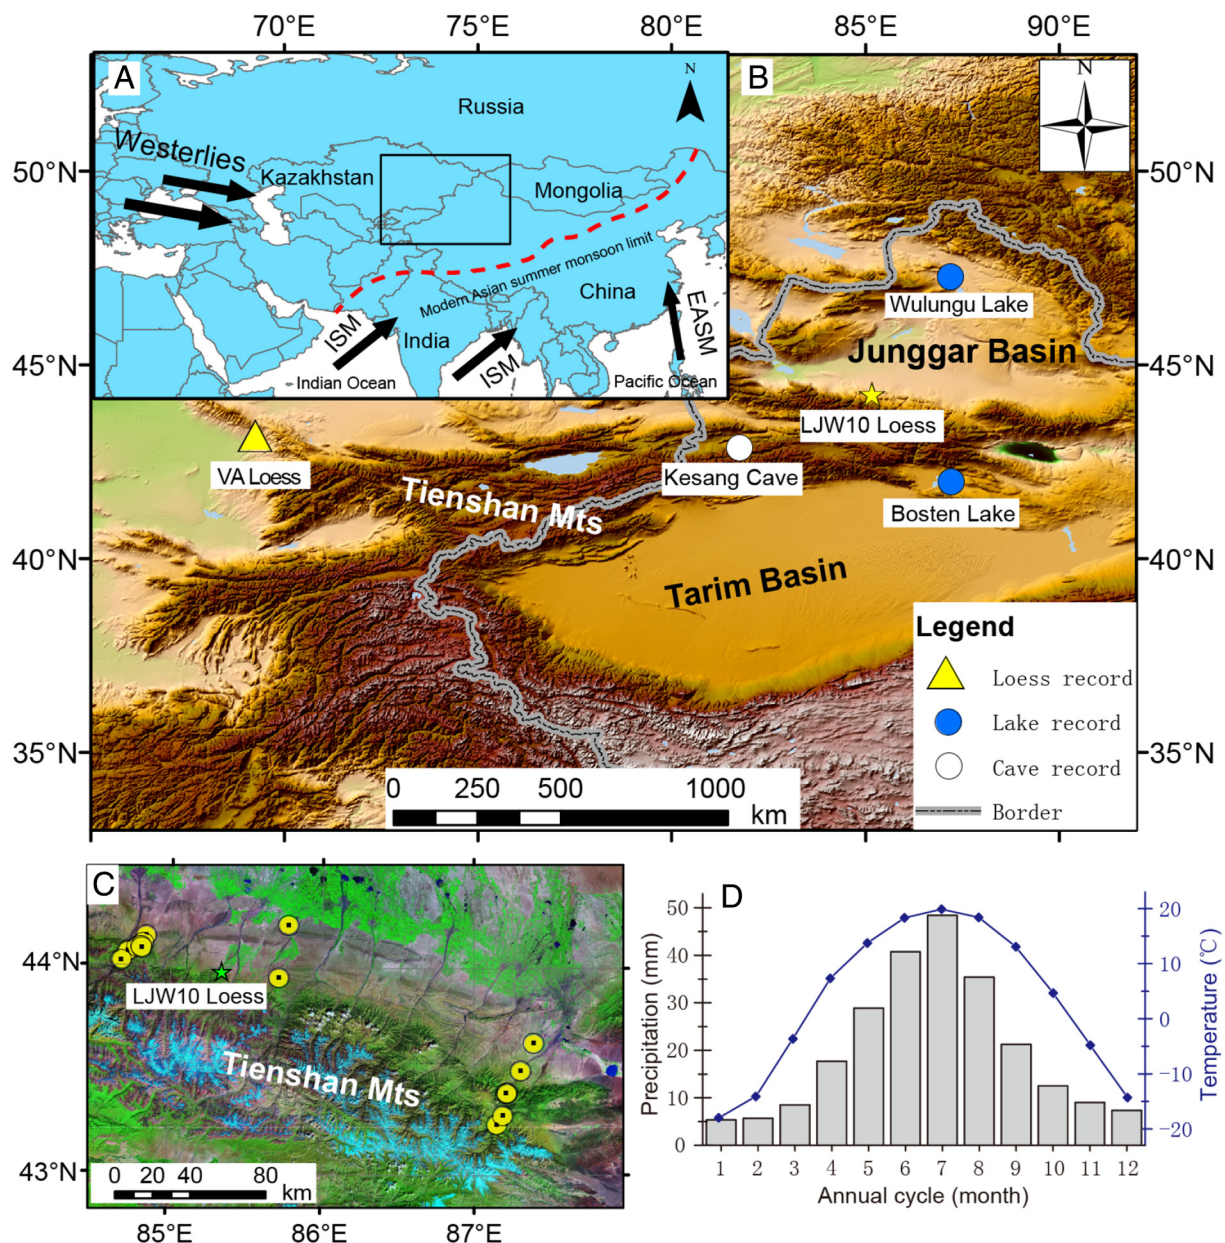 70°E 75°E 80°E 85°E 90°E
A
N
Russia
Westerlies
Kazakhstan
Mongolia
Modern Asian summer monsoon limit
China
ISM
India
ISM
EASM
Indian Ocean
Pacific Ocean
B
N
50°N
50°N
45°N
45°N
40°N
40°N
35°N
35°N
Wulungu Lake
Junggar Basin
LJW10 Loess
VA Loess
Kesang Cave
Bosten Lake
Tienshan Mts
Tarim Basin
Legend
Loess record
Lake record
Cave record
Border
0 250 500 1000
km
C
44°N
43°N
LJW10 Loess
Tienshan Mts
0 20 40 80
km
85°E 86°E 87°E
D
Precipitation (mm)
50
40
30
20
10
0
Temperature (℃)
20
10
0
−10
−20
1 2 3 4 5 6 7 8 9 10 11 12
Annual cycle (month)